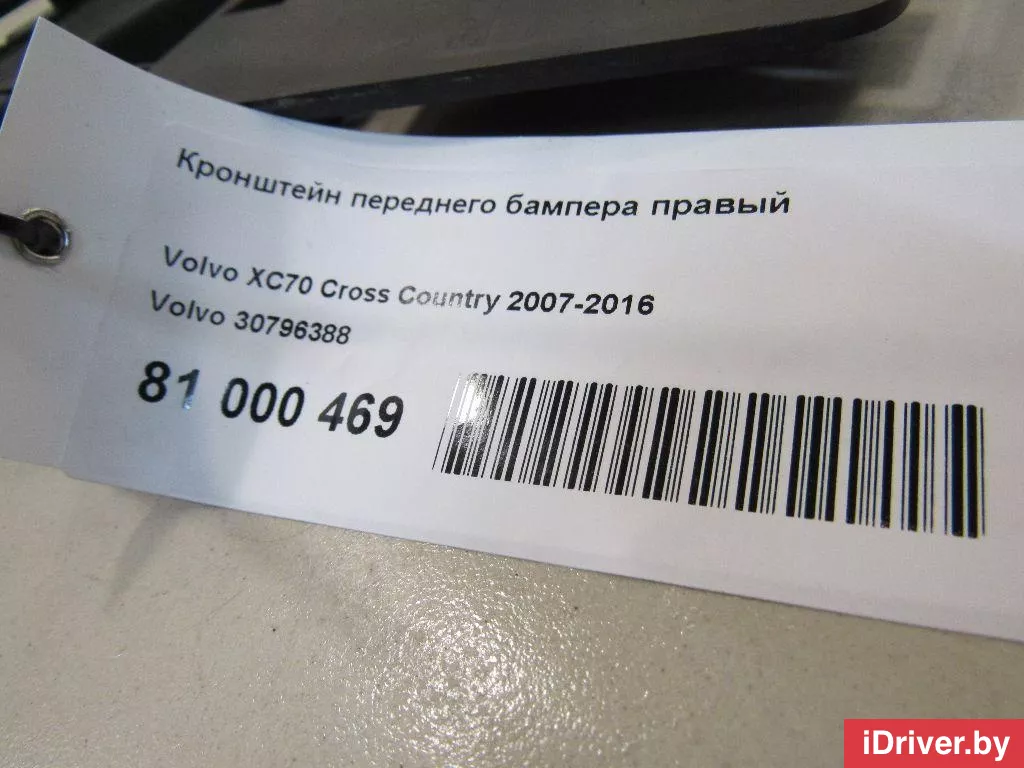 Кронштейн переднего бампера правый
Volvo XC70 Cross Country 2007-2016
Volvo 30796388
81 000 469
iDriver.by